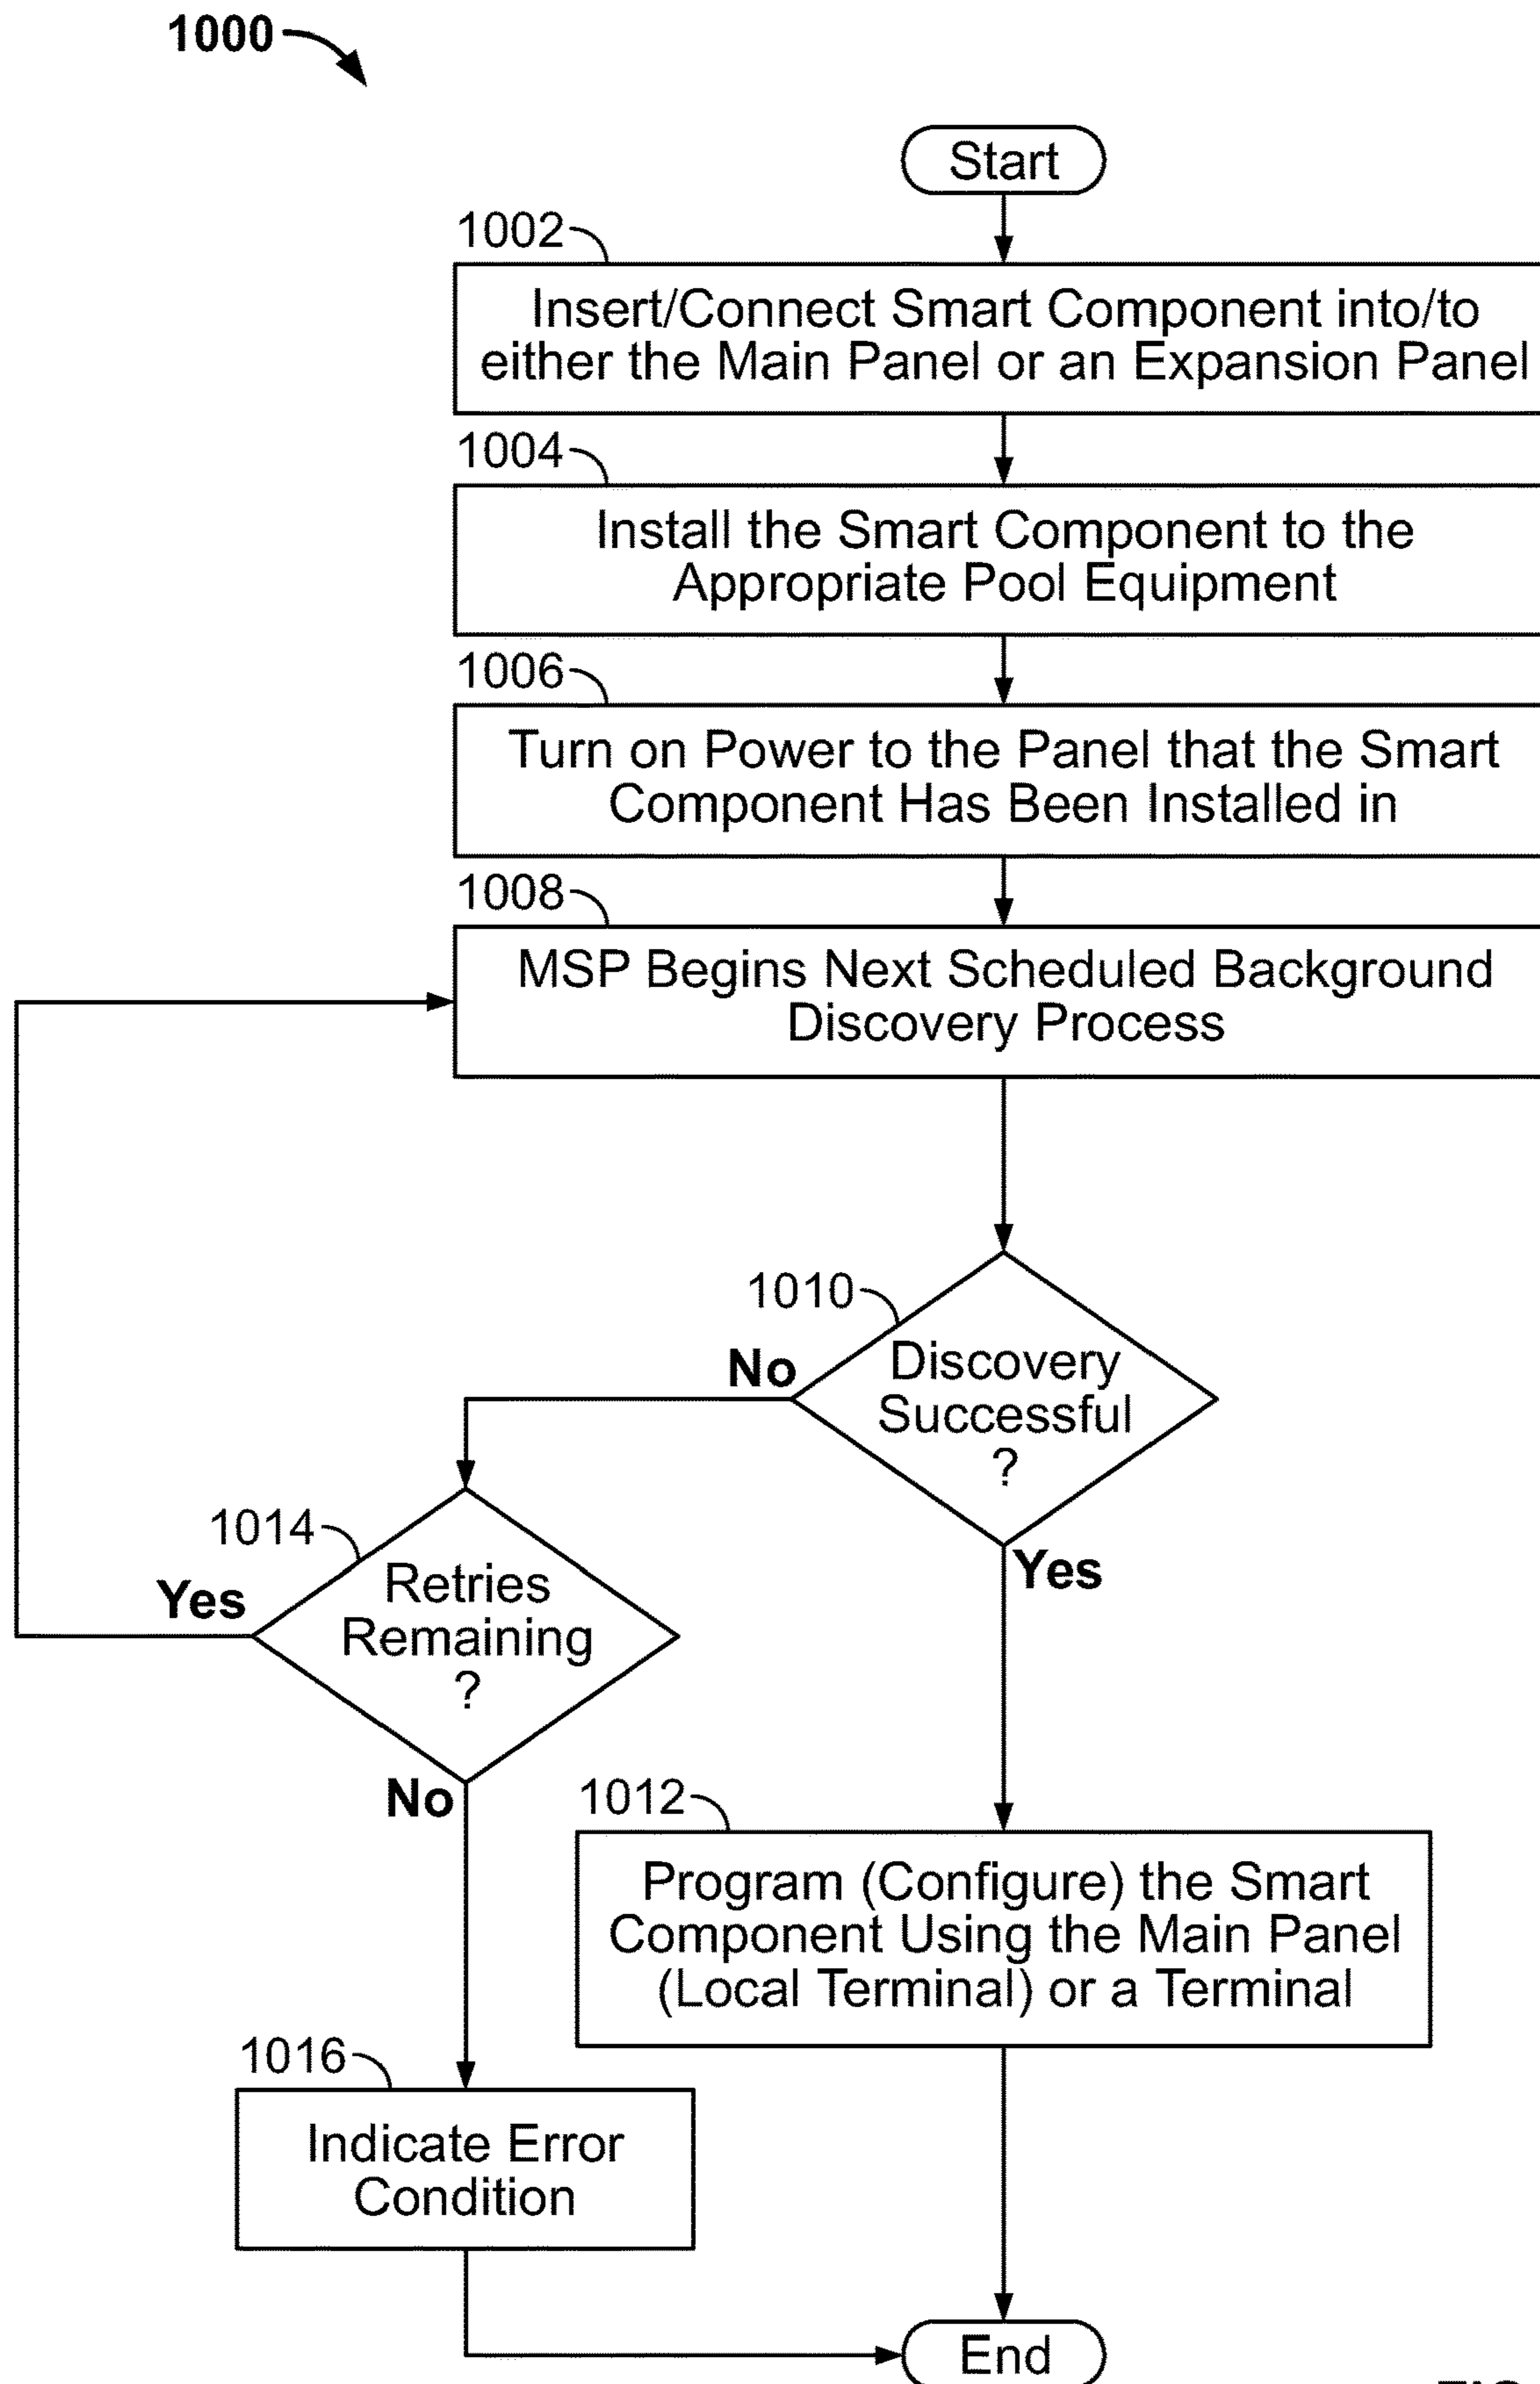 1000
Start
1002
Insert/Connect Smart Component into/to
either the Main Panel or an Expansion Panel
1004
Install the Smart Component to the
Appropriate Pool Equipment
1006
Turn on Power to the Panel that the Smart
Component Has Been Installed in
1008
MSP Begins Next Scheduled Background
Discovery Process
1010
Discovery
Successful
?
No
Yes
1014
Retries
Remaining
?
Yes
No
1012
Program (Configure) the Smart
Component Using the Main Panel
(Local Terminal) or a Terminal
1016
Indicate Error
Condition
End